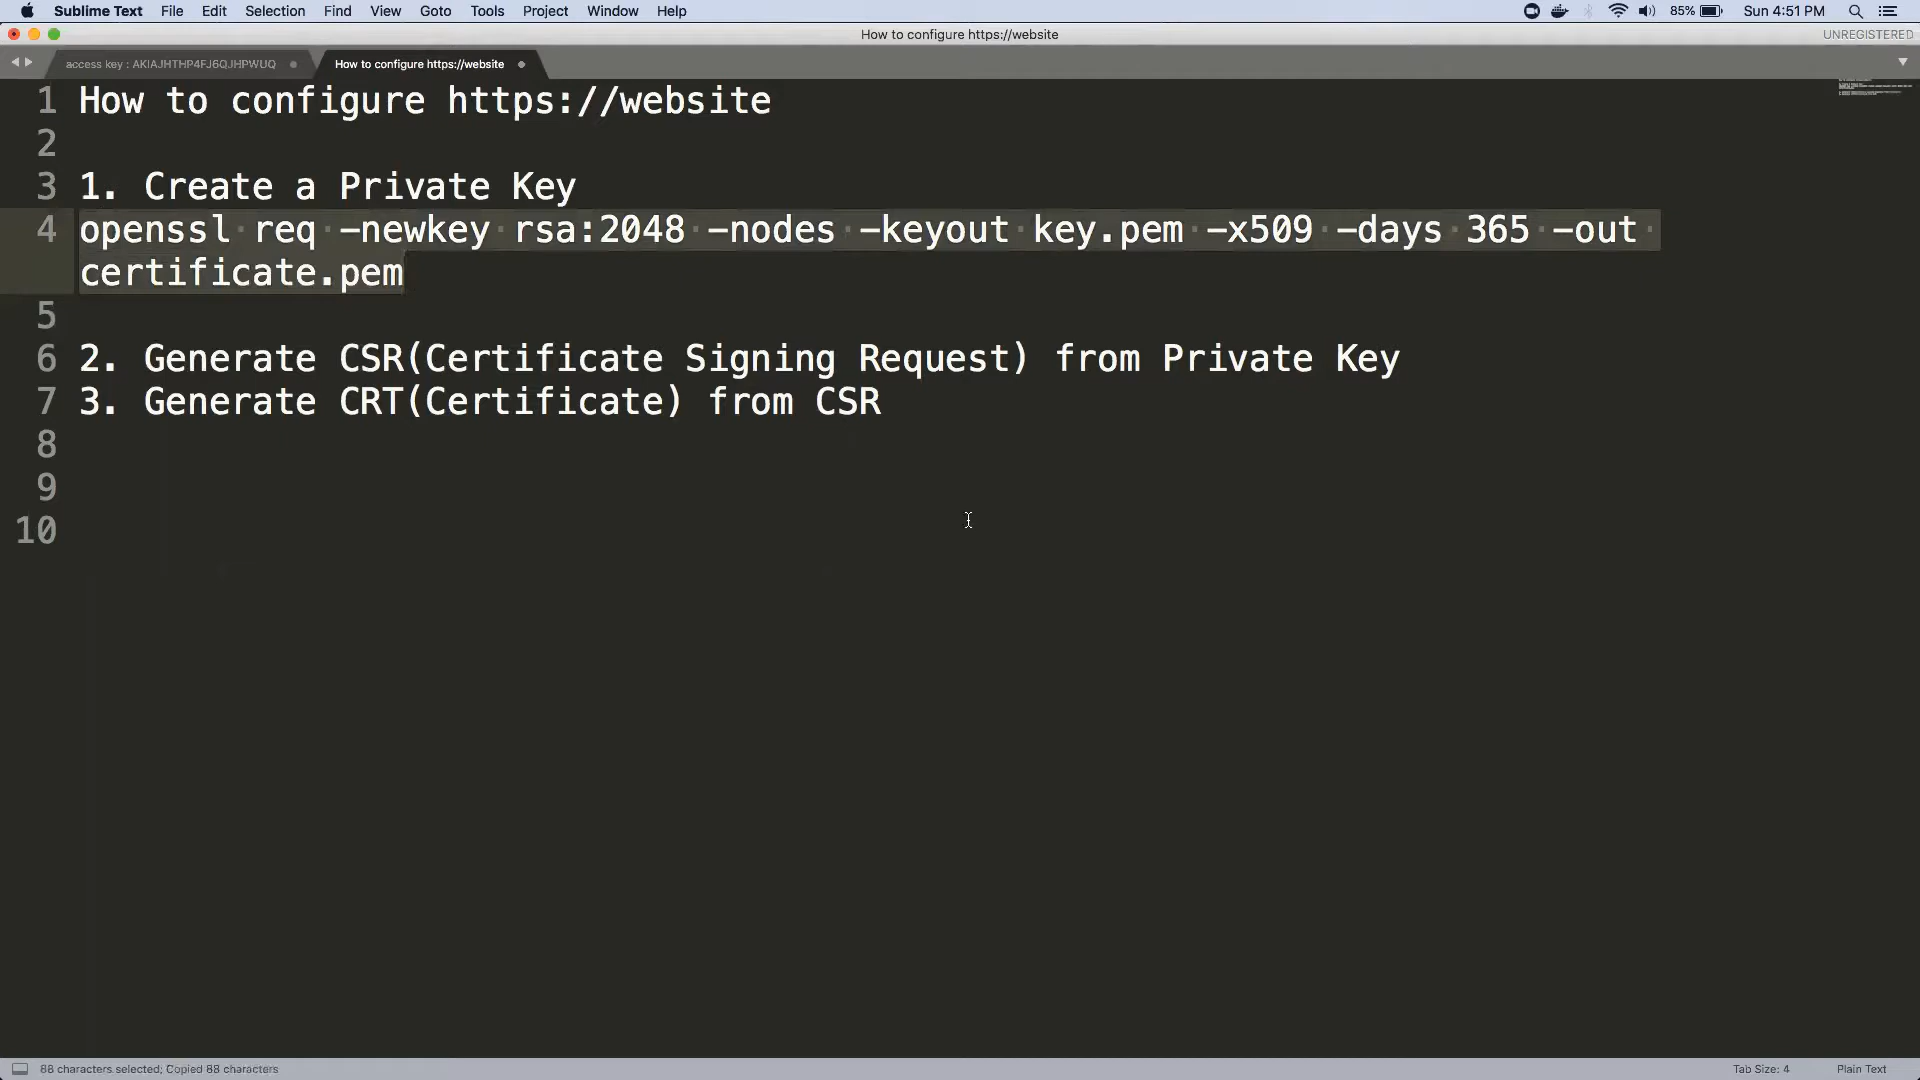 Sublime Text File Edit Selection Find View Goto Tools Project Window Help 85% Sun 4:51 PM
How to configure https://website UNREGISTERED
access key : AKIAJHTHP4FJ6QJHPWUQ How to configure https://website
1 How to configure https://website
2
3 1. Create a Private Key
4 openssl req -newkey rsa:2048 -nodes -keyout key.pem -x509 -days 365 -out
certificate.pem
5
6 2. Generate CSR(Certificate Signing Request) from Private Key
7 3. Generate CRT(Certificate) from CSR
8
9
10
88 characters selected; Copied 88 characters Tab Size: 4 Plain Text